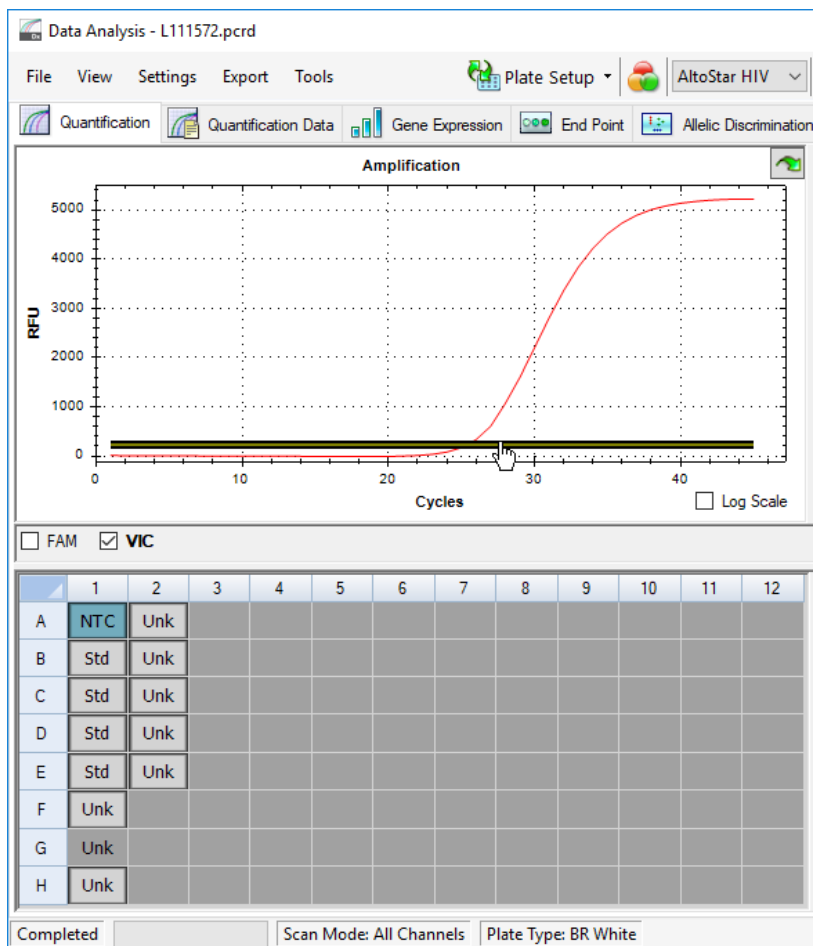 Data Analysis - L111572.pcrd
File View Settings Export Tools Plate Setup AltoStar HIV
Quantification Quantification Data Gene Expression End Point Allelic Discrimination
Amplification
5000
4000
3000
2000
1000
0
RFU
0 10 20 30 40
Cycles
Log Scale
FAM VIC
1 2 3 4 5 6 7 8 9 10 11 12
A NTC Unk
B Std Unk
C Std Unk
D Std Unk
E Std Unk
F Unk
G Unk
H Unk
Completed Scan Mode: All Channels Plate Type: BR White